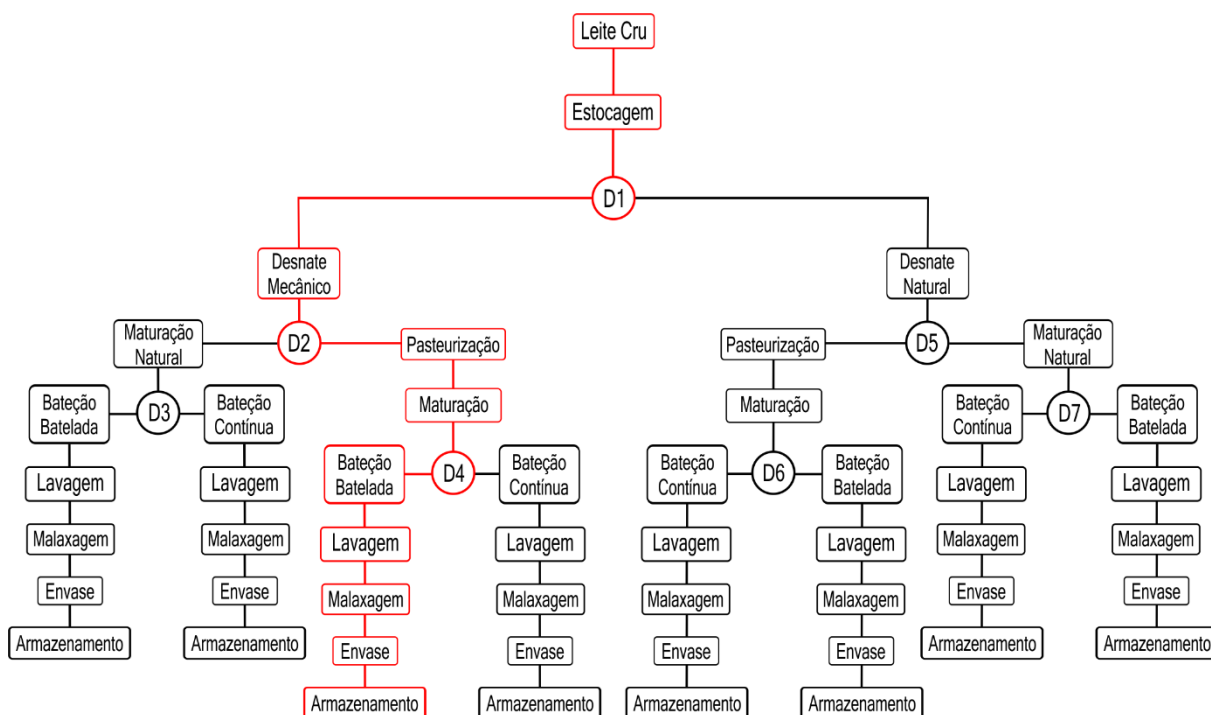 Leite Cru
Estocagem
D1
Desnate
Mecânico
Desnate
Natural
Maturação
Natural
D2
Pasteurização
Pasteurização
D5
Maturação
Natural
Bateção
Batelada
D3
Bateção
Contínua
Maturação
Maturação
Bateção
Contínua
D7
Bateção
Batelada
Bateção
Batelada
D4
Bateção
Contínua
Bateção
Contínua
D6
Bateção
Batelada
Lavagem
Lavagem
Lavagem
Lavagem
Malaxagem
Malaxagem
Lavagem
Lavagem
Lavagem
Lavagem
Malaxagem
Malaxagem
Envase
Envase
Malaxagem
Malaxagem
Malaxagem
Malaxagem
Envase
Envase
Armazenamento
Armazenamento
Envase
Envase
Envase
Envase
Armazenamento
Armazenamento
Armazenamento
Armazenamento
Armazenamento
Armazenamento